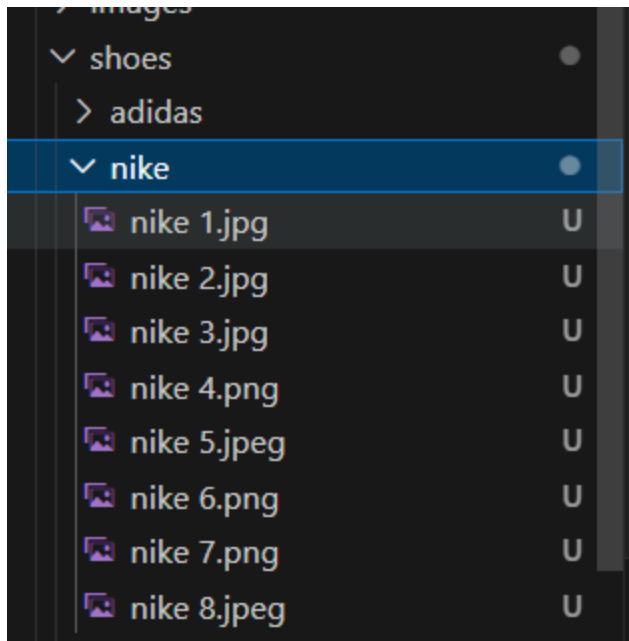 images
shoes
adidas
nike
nike 1.jpg U
nike 2.jpg U
nike 3.jpg U
nike 4.png U
nike 5.jpeg U
nike 6.png U
nike 7.png U
nike 8.jpeg U